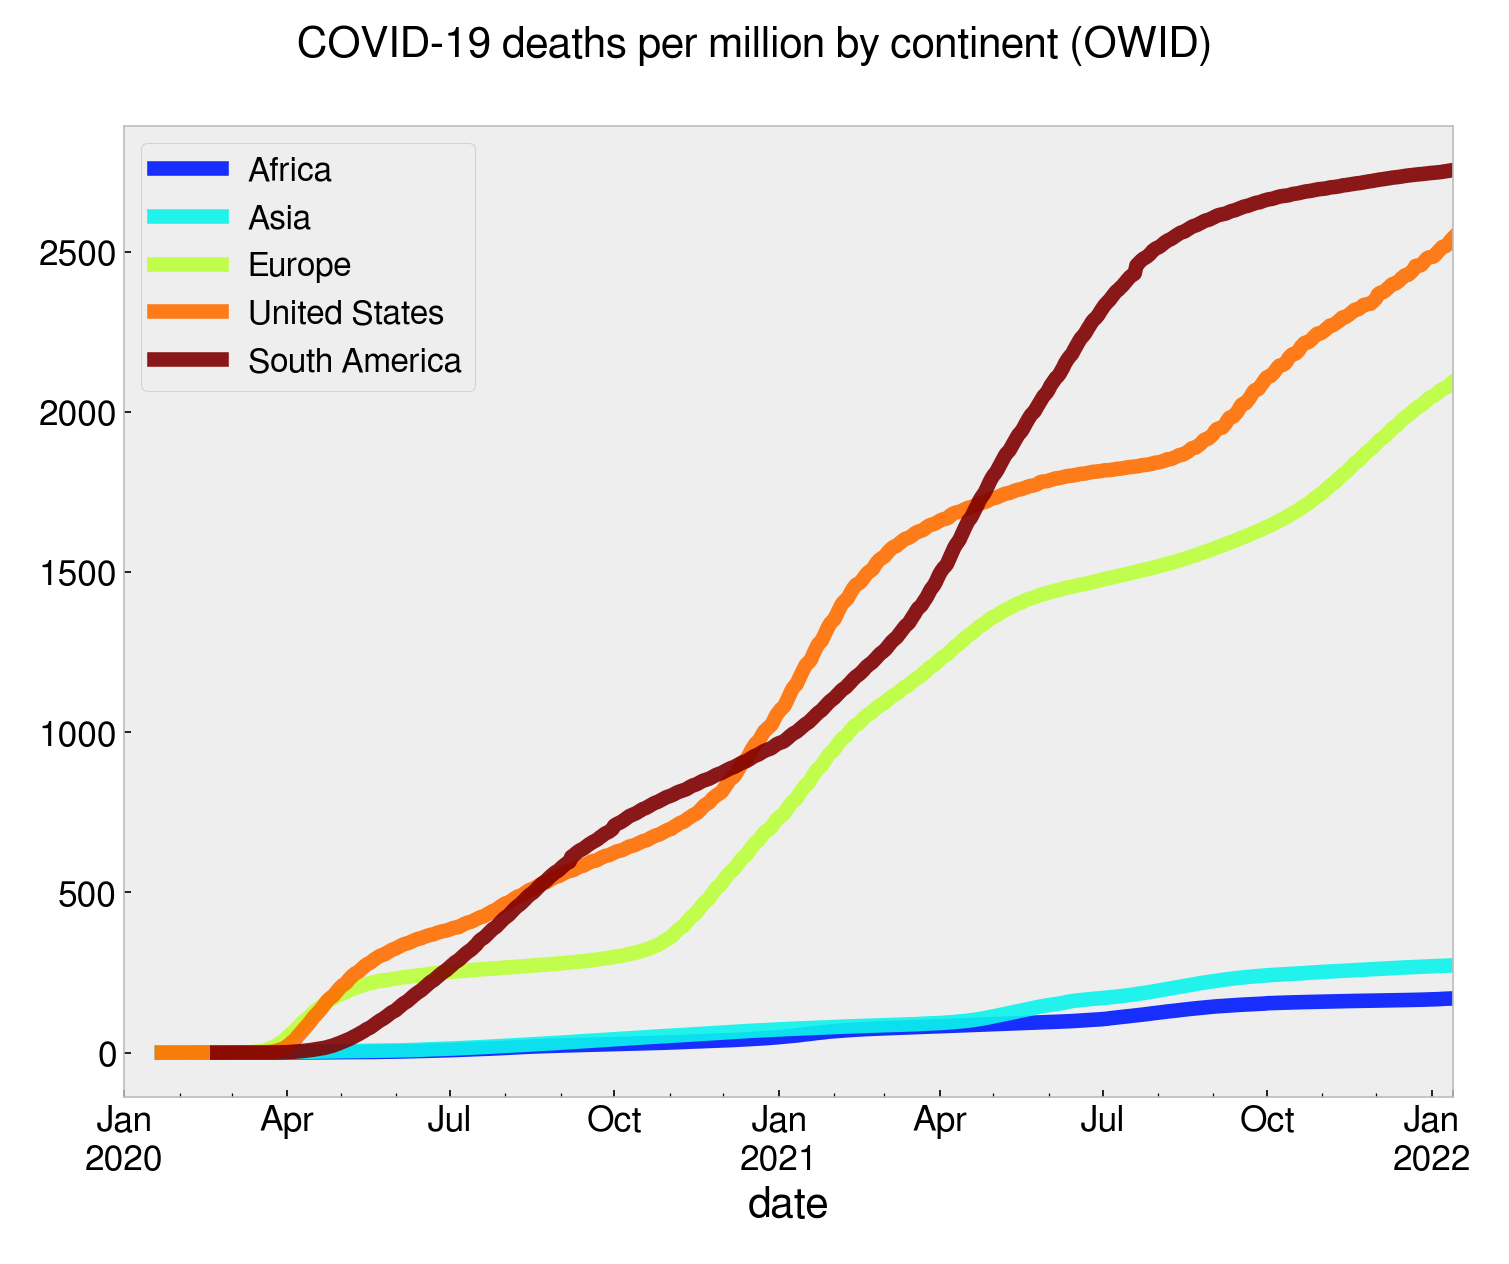 COVID-19 deaths per million by continent (OWID)
Africa
Asia
Europe
United States
South America
2500
2000
1500
1000
500
0
Jan Apr Jul Oct Jan Apr Jul Oct Jan
2020 2021 2022
date